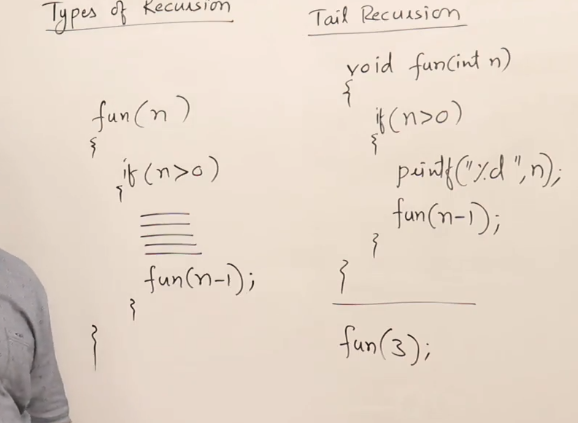 Types of Recursion
fun(n)
{
if(n>0)
{
fun(n-1);
}
}
Tail Recursion
void fun(int n)
{
if(n>0)
{
printf("%d",n);
fun(n-1);
}
}
fun(3);